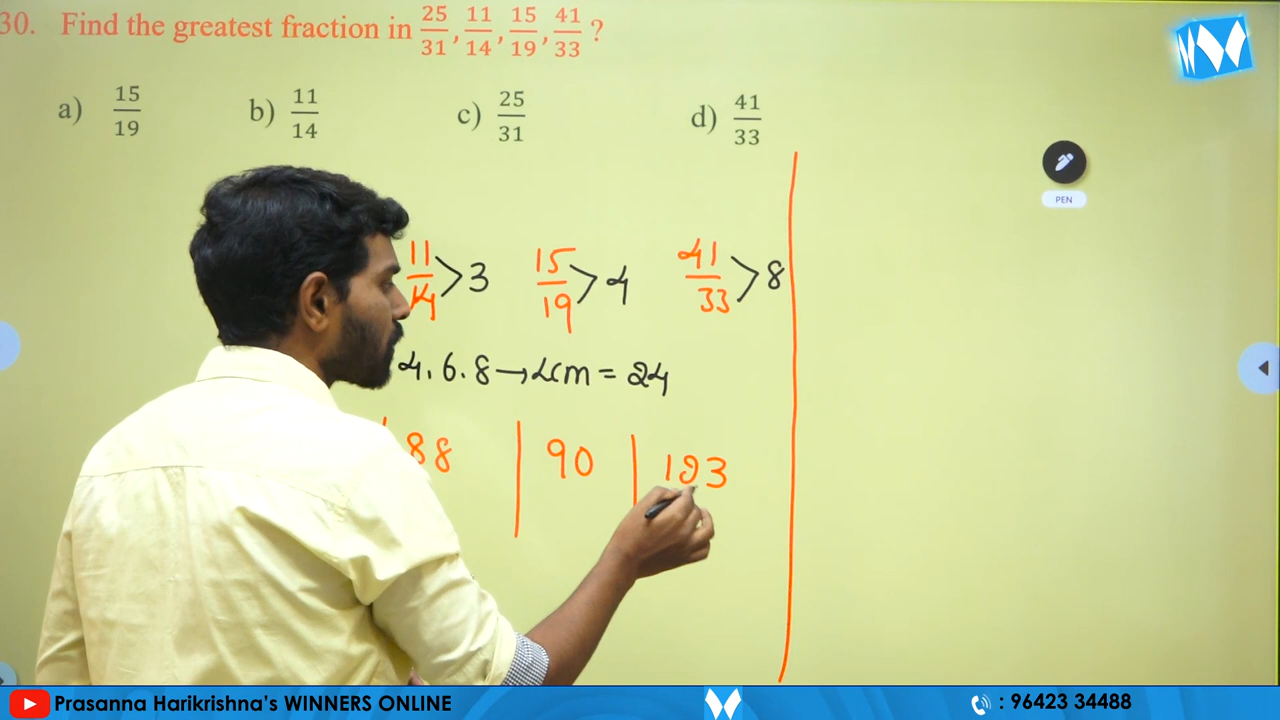 30. Find the greatest fraction in 25/31, 11/14, 15/19, 41/33 ?
a) 15/19 b) 11/14 c) 25/31 d) 41/33
PEN
11/14 > 3 15/19 > 4 41/33 > 8
4. 6. 8 → LCM = 24
88 | 90 | 123
Prasanna Harikrishna's WINNERS ONLINE
: 96423 34488